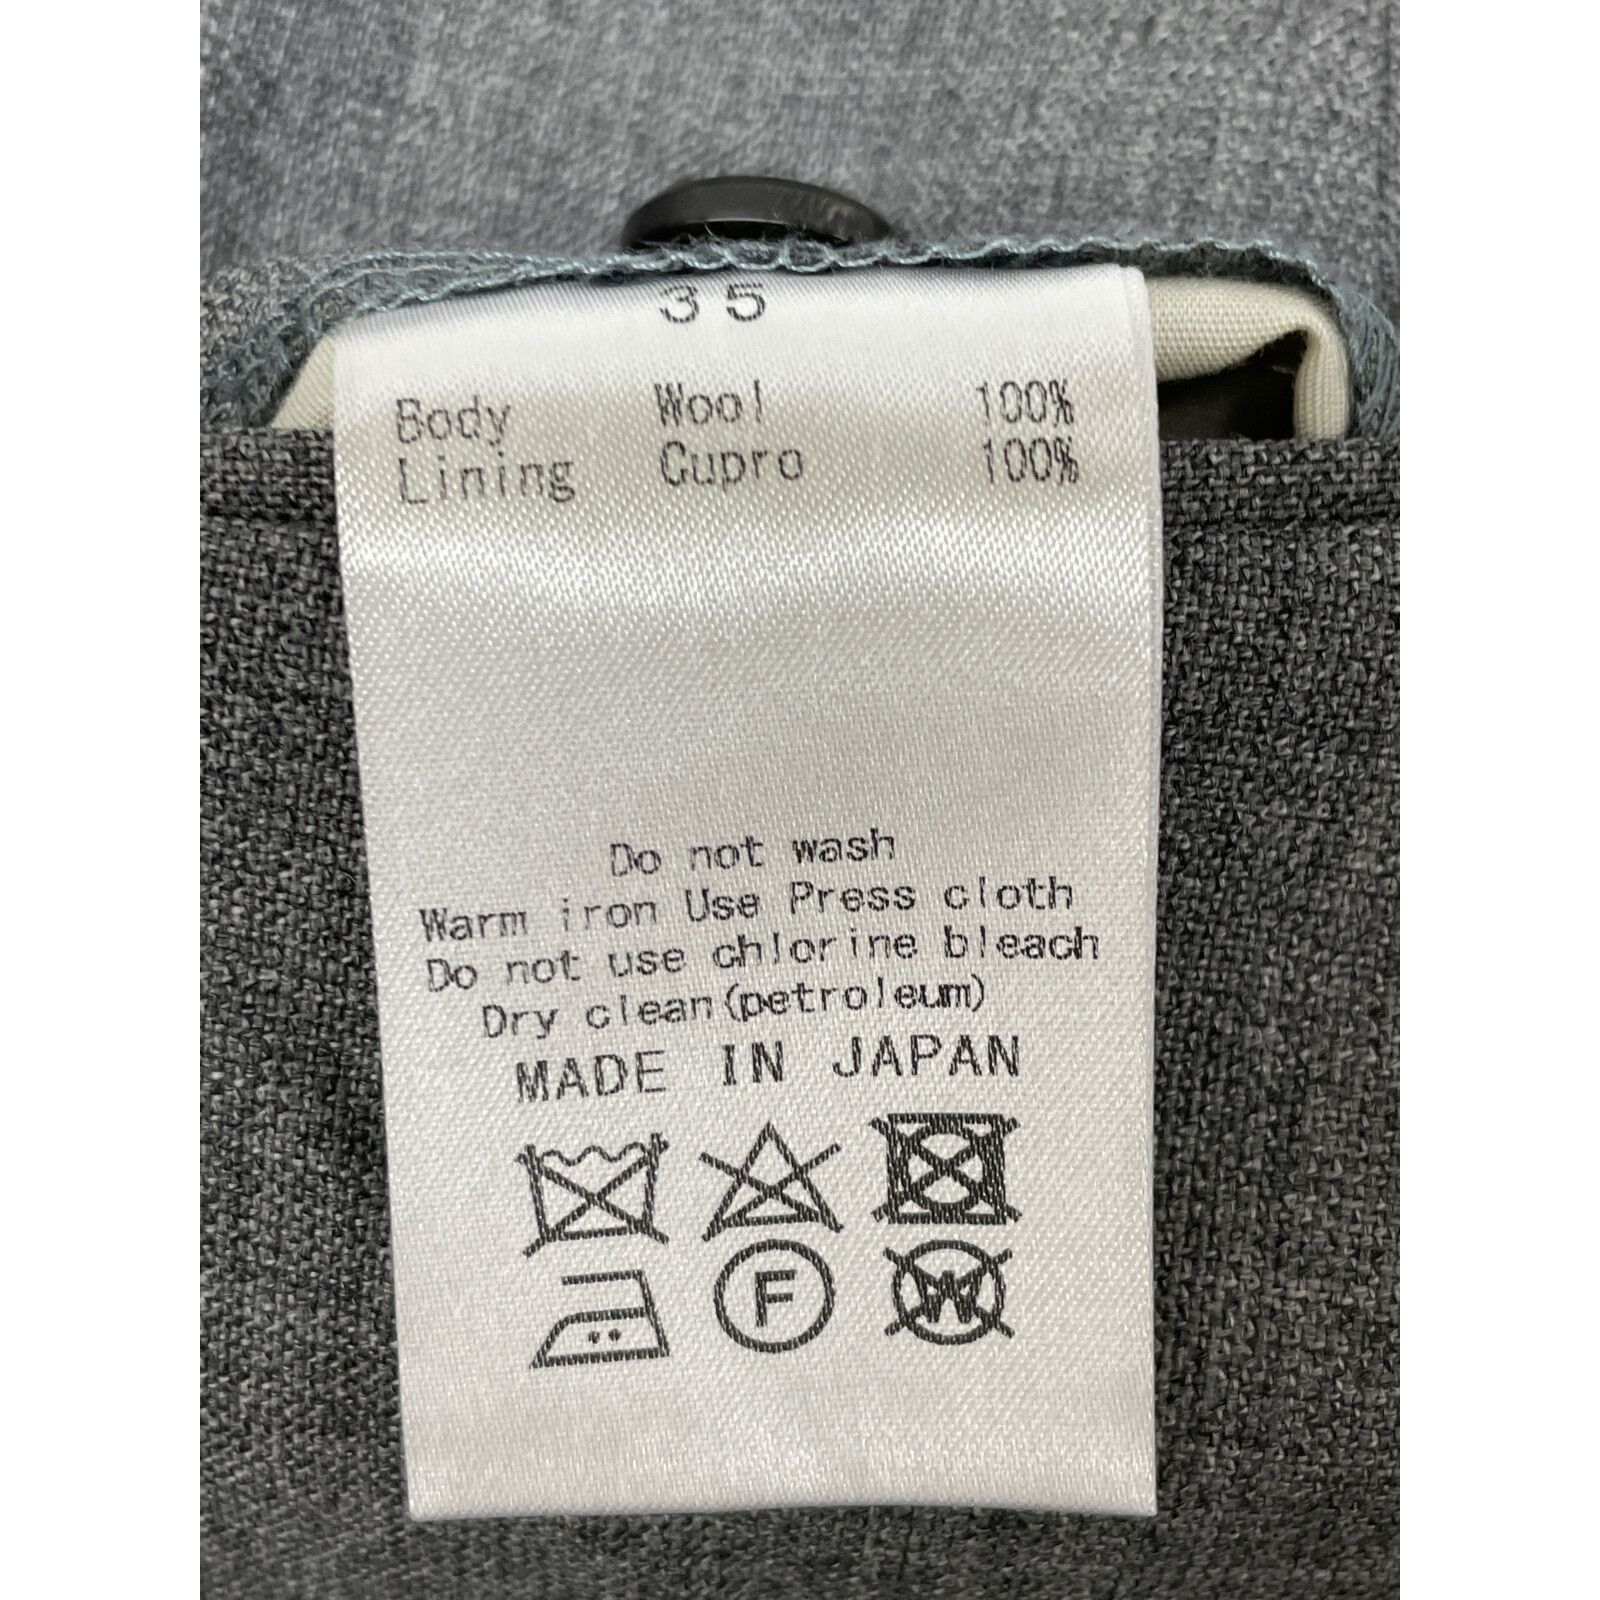 35
Body Wool 100%
Lining Cupro 100%
Do not wash
Warm iron Use Press cloth
Do not use chlorine bleach
Dry clean(petroleum)
MADE IN JAPAN
F
W